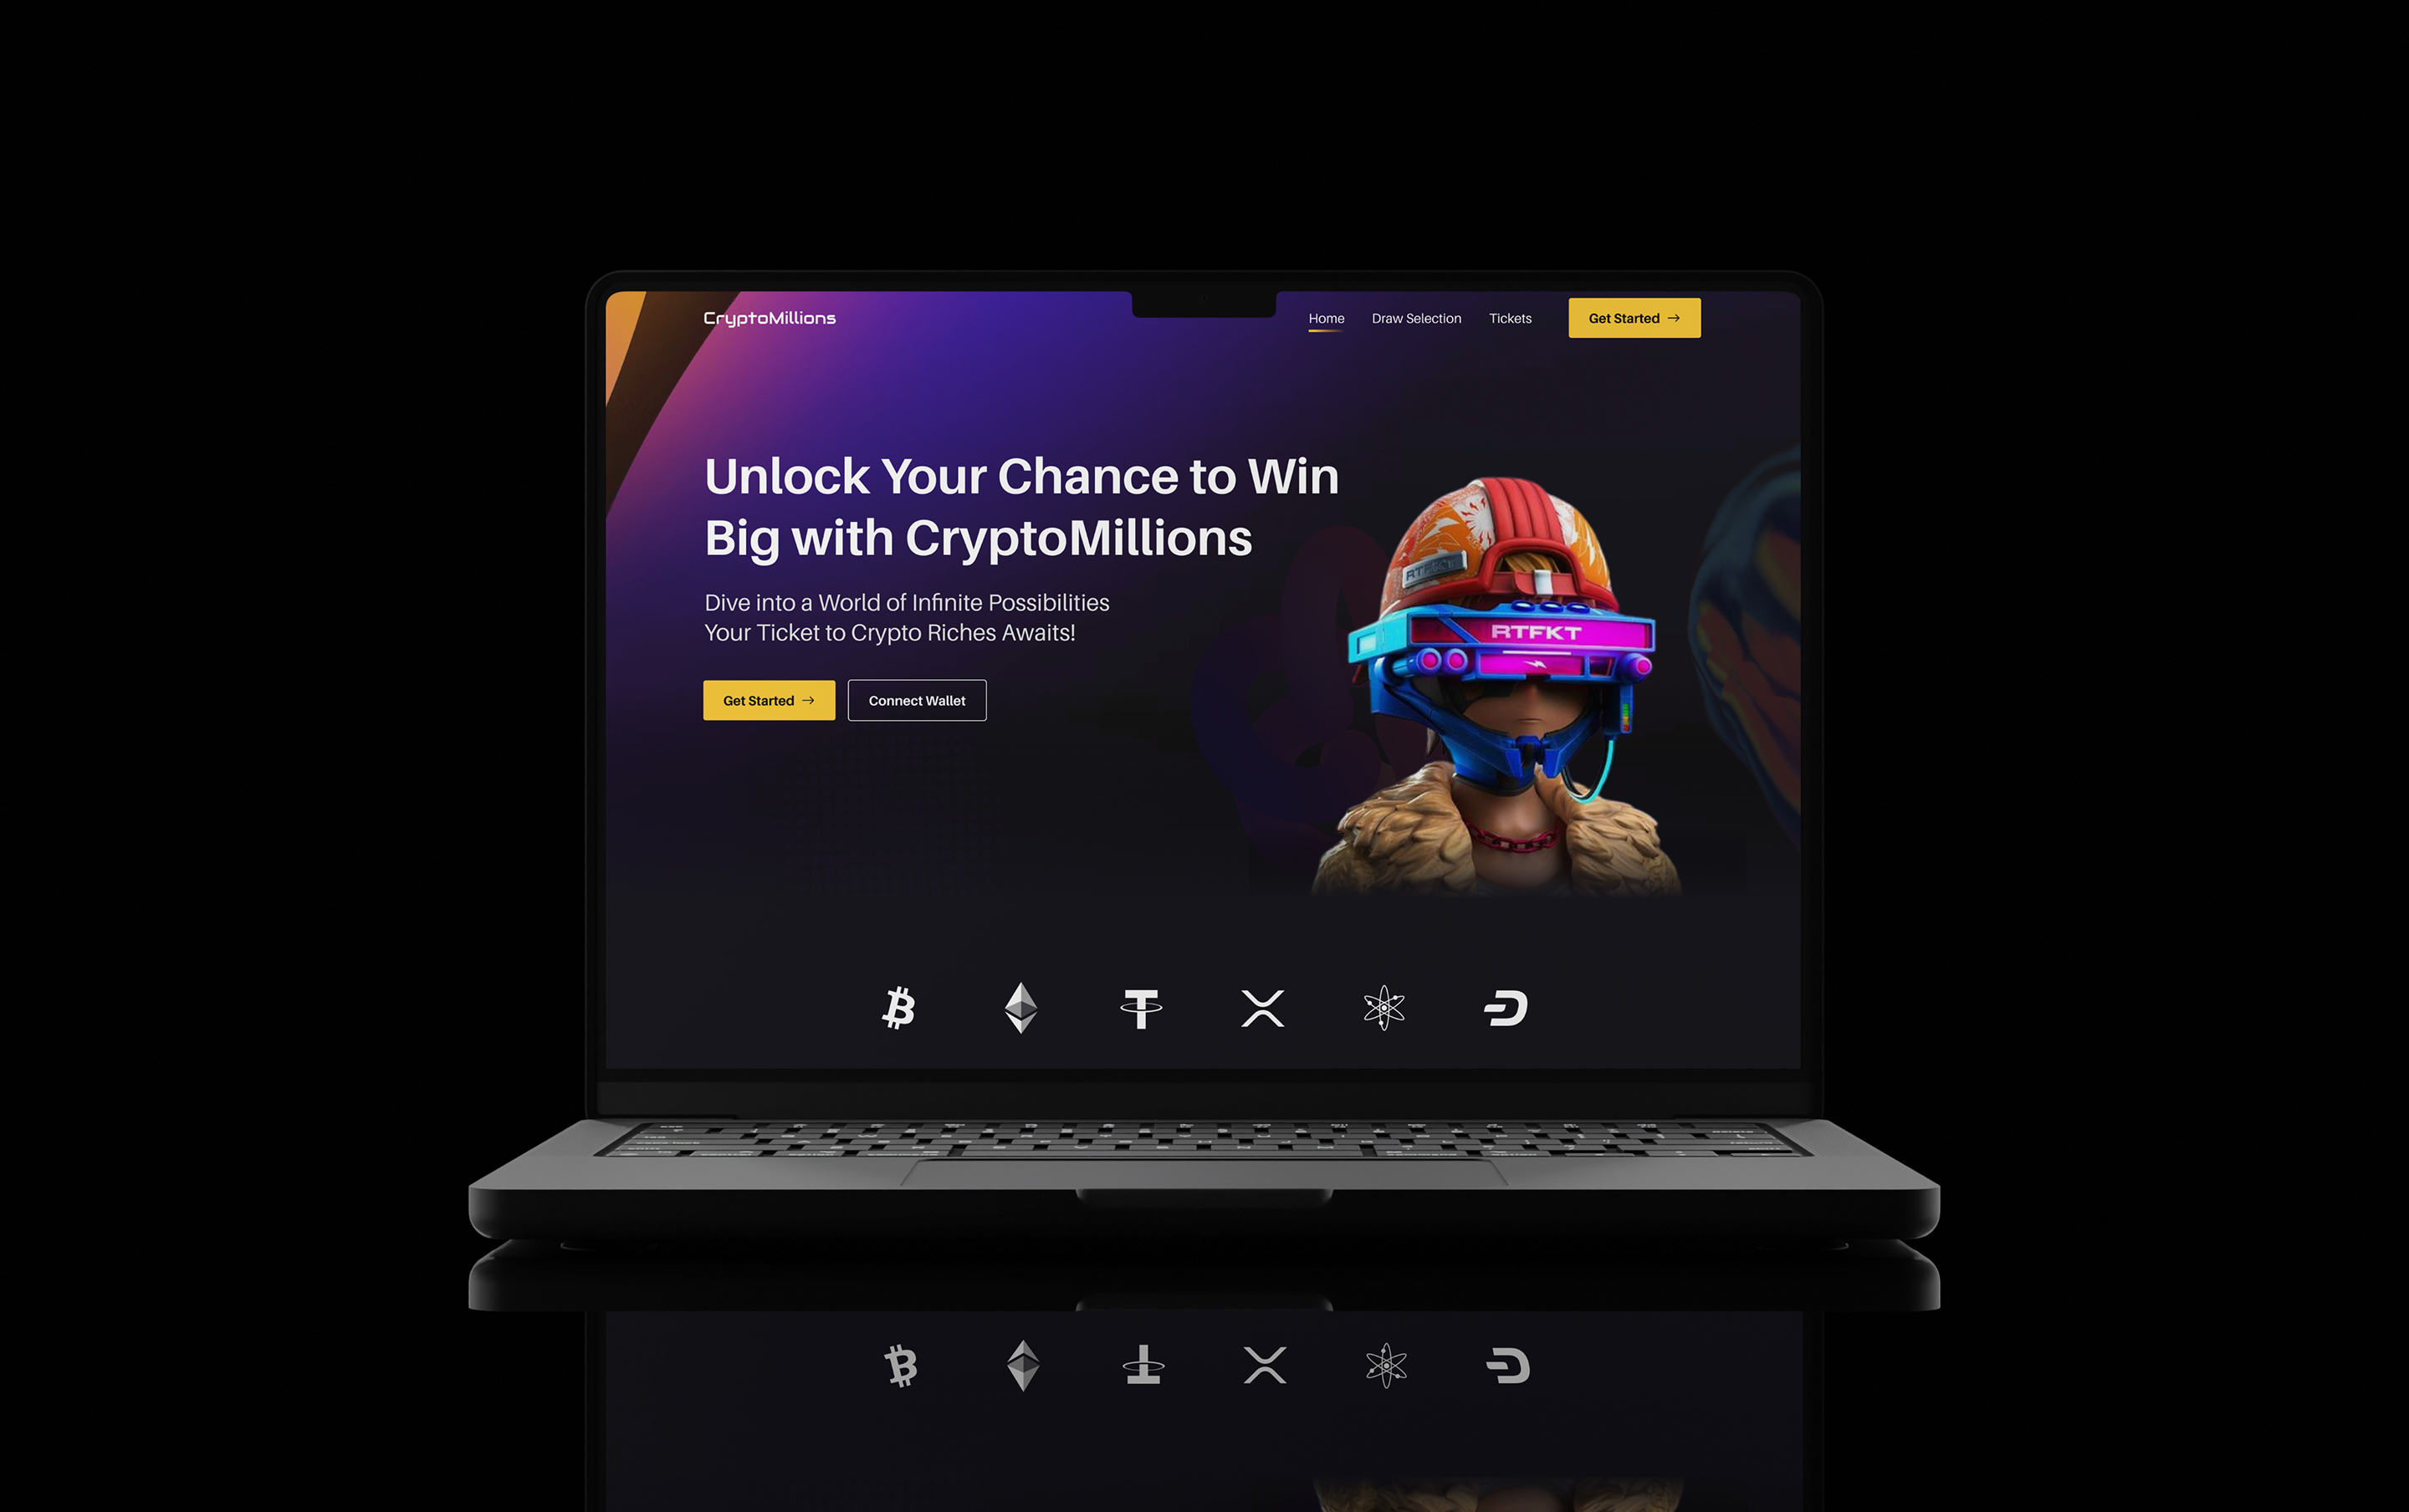 CryptoMillions
Home
Draw Selection
Tickets
Get Started →
Unlock Your Chance to Win
Big with CryptoMillions
Dive into a World of Infinite Possibilities
Your Ticket to Crypto Riches Awaits!
Get Started →
Connect Wallet
RTFKT
RTFKT